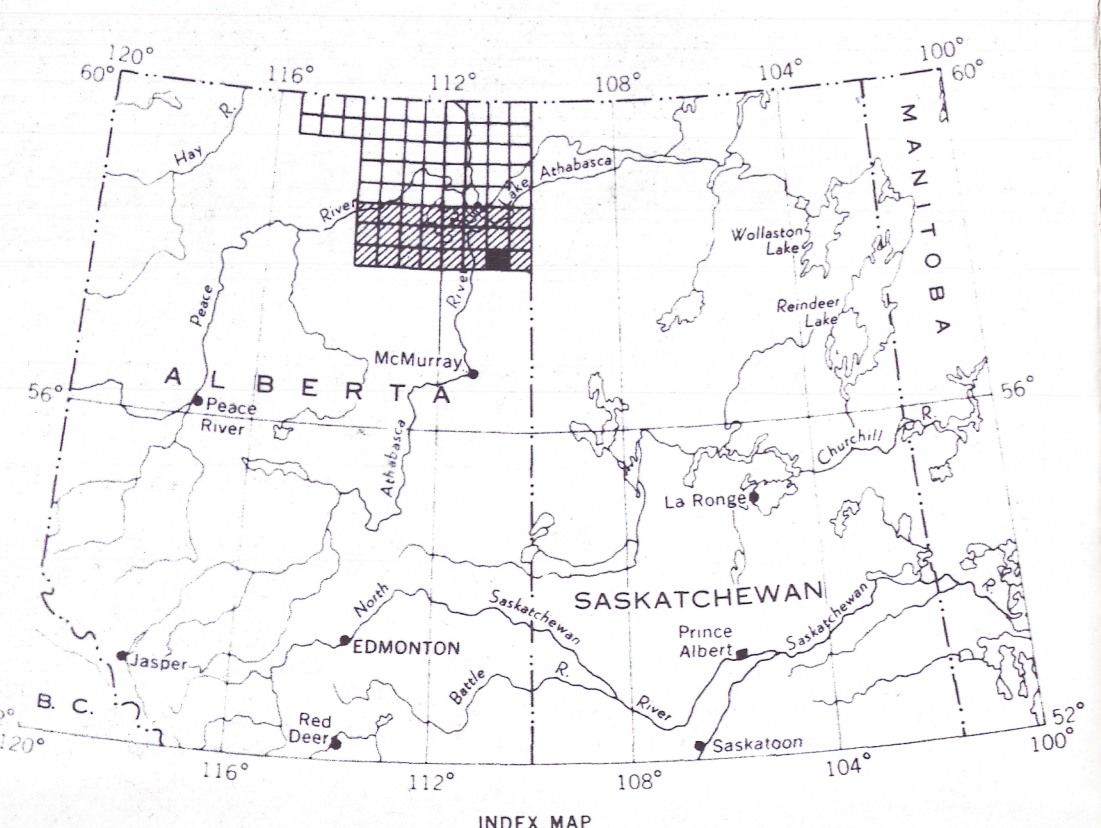 120°
60°
116°
112°
108°
104°
100°
60°
MANITOBA
Hay
R.
Lake
Athabasca
River
Wollaston
Lake
Peace
River
Reindeer
Lake
McMurray
ALBERTA
56°
Peace
River
56°
Athabasca
R.
Churchill
La Ronge
SASKATCHEWAN
North
Saskatchewan
Saskatchewan
R.
EDMONTON
Prince
Albert
Jasper
Battle
R.
River
B. C.
Red
Deer
Saskatoon
52°
120°
116°
112°
108°
104°
100°
INDEX MAP